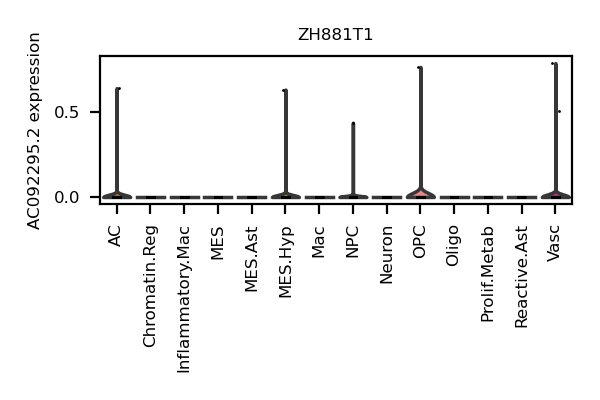 ZH881T1
AC092295.2 expression
0.5
0.0
AC
Chromatin.Reg
Inflammatory.Mac
MES
MES.Ast
MES.Hyp
Mac
NPC
Neuron
OPC
Oligo
Prolif.Metab
Reactive.Ast
Vasc